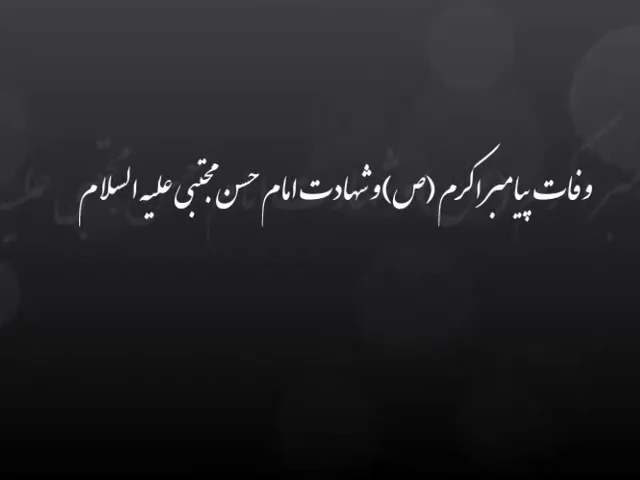 وفات پیامبر اکرم (ص) و شهادت امام حسن مجتبی علیه السلام